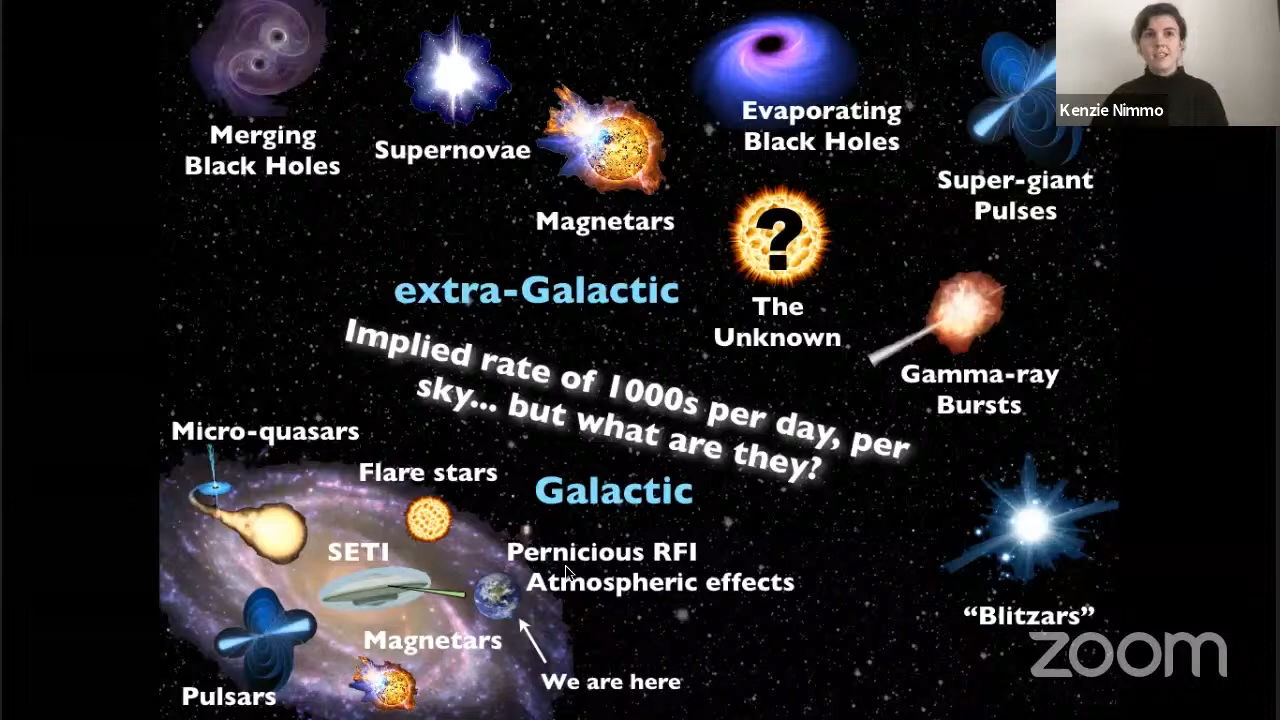 Merging
Black Holes
Supernovae
Magnetars
Evaporating
Black Holes
Kenzie Nimmo
Super-giant
Pulses
?
The
Unknown
extra-Galactic
Gamma-ray
Bursts
Implied rate of 1000s per day, per
sky... but what are they?
Micro-quasars
Flare stars
Galactic
SETI
Pernicious RFI
Atmospheric effects
"Blitzars"
Magnetars
We are here
Pulsars
zoom